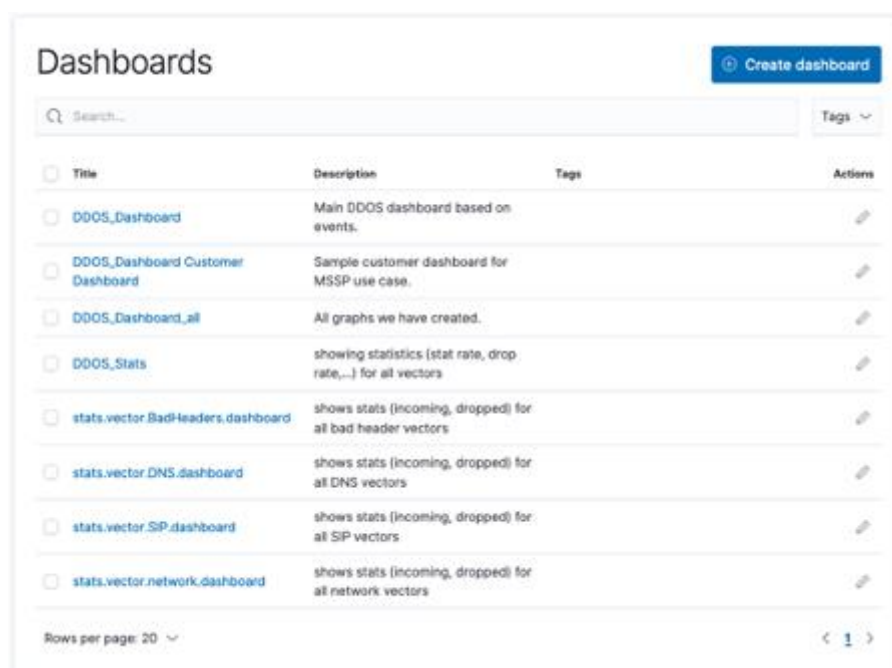 Dashboards
Create dashboard
Search...
Tags
Title Description Tags Actions
DDOS_Dashboard
Main DDOS dashboard based on
events.
DDOS_Dashboard Customer
Dashboard
Sample customer dashboard for
MSSP use case.
DDOS_Dashboard_all
All graphs we have created.
DDOS_Stats
showing statistics (stat rate, drop
rate,...) for all vectors
stats.vector.BadHeaders.dashboard
shows stats (incoming, dropped) for
all bad header vectors
stats.vector.DNS.dashboard
shows stats (incoming, dropped) for
all DNS vectors
stats.vector.SIP.dashboard
shows stats (incoming, dropped) for
all SIP vectors
stats.vector.network.dashboard
shows stats (incoming, dropped) for
all network vectors
Rows per page: 20
< 1 >